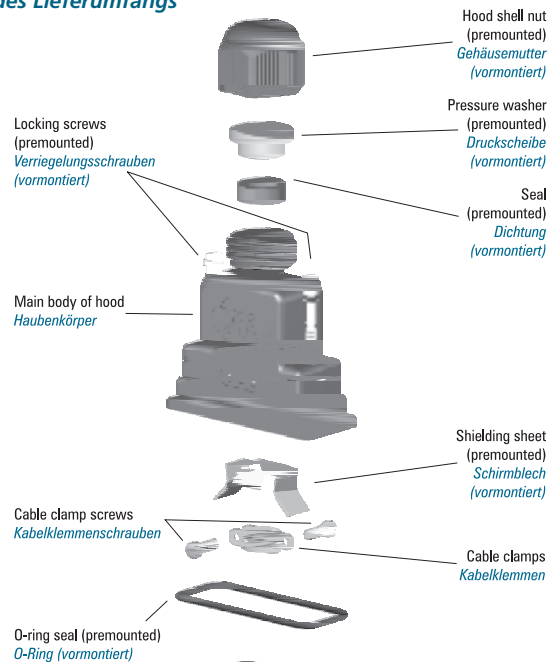 des Lieferumfangs
Hood shell nut
(premounted)
Gehäusemutter
(vormontiert)
Pressure washer
(premounted)
Druckscheibe
(vormontiert)
Locking screws
(premounted)
Verriegelungsschrauben
(vormontiert)
Seal
(premounted)
Dichtung
(vormontiert)
Main body of hood
Haubenkörper
Shielding sheet
(premounted)
Schirmblech
(vormontiert)
Cable clamp screws
Kabelklemmenschrauben
Cable clamps
Kabelklemmen
O-ring seal (premounted)
O-Ring (vormontiert)